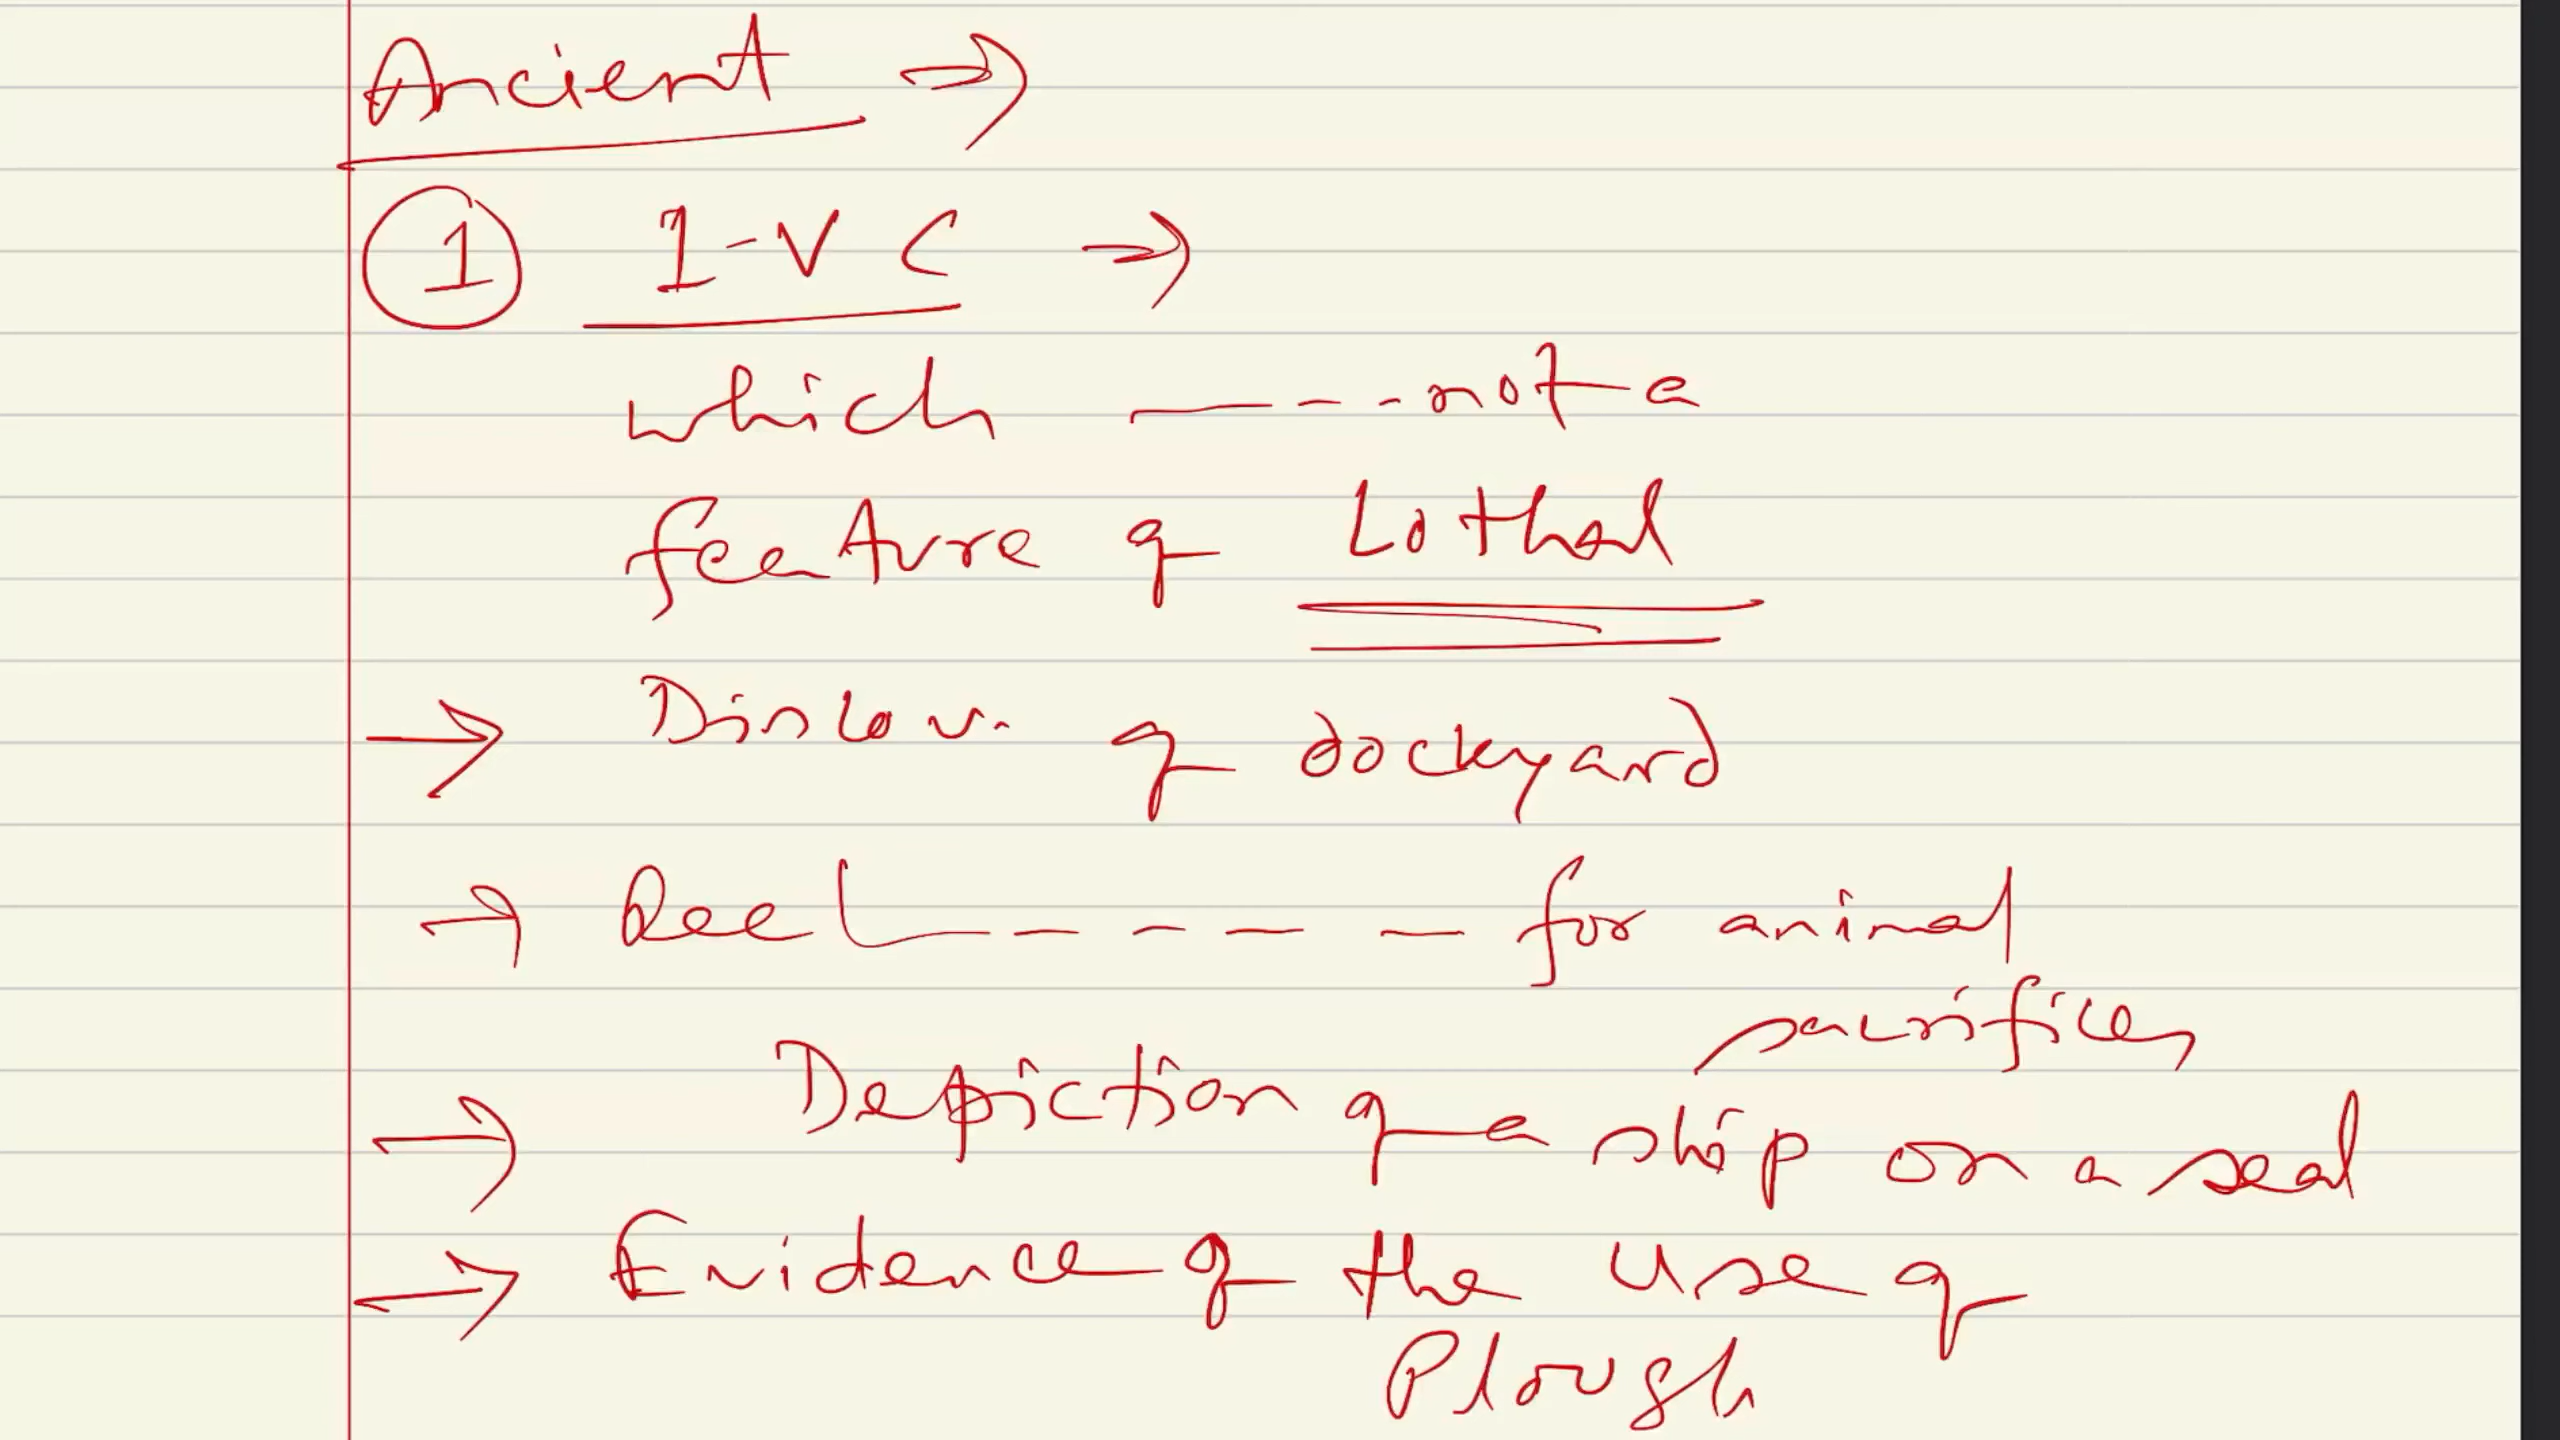 Ancient →
① I-V C →
which ---- not a
feature of Lothal
→ Discov. of dockyard
→ Rect - - - - - for animal
sacrifices
→ Depiction of a ship on a seal
→ Evidence of the use of
Plough